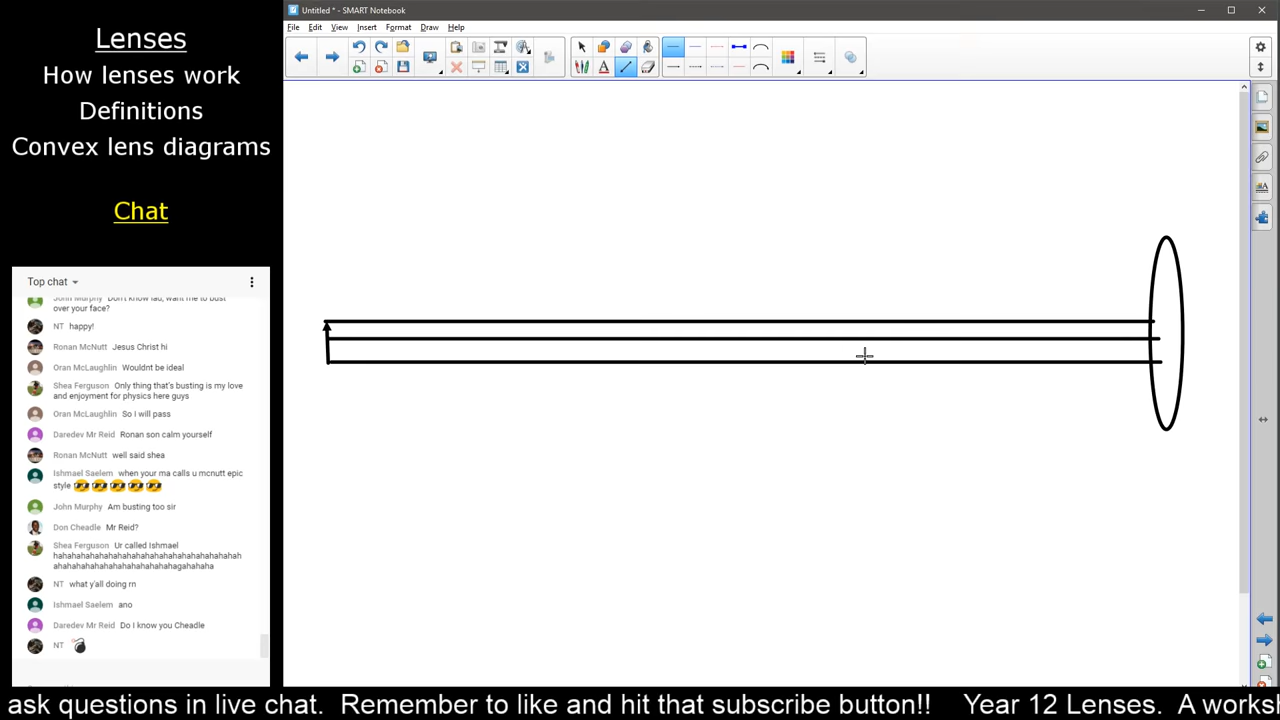 Lenses
How lenses work
Definitions
Convex lens diagrams
Chat
Top chat
John Murphy Don't know lad, want me to bust
over your face?
NT happy!
Ronan McNutt Jesus Christ hi
Oran McLaughlin Wouldnt be ideal
Shea Ferguson Only thing that's busting is my love
and enjoyment for physics here guys
Oran McLaughlin So I will pass
Daredev Mr Reid Ronan son calm yourself
Ronan McNutt well said shea
Ishmael Saelem when your ma calls u mcnutt epic
style
John Murphy Am busting too sir
Don Cheadle Mr Reid?
Shea Ferguson Ur called Ishmael
hahahahahahahahahahahahahahahahahahah
ahahahahahahahahahahahahagahahaha
NT what y'all doing rn
Ishmael Saelem ano
Daredev Mr Reid Do I know you Cheadle
NT
Untitled * - SMART Notebook
File Edit View Insert Format Draw Help
ask questions in live chat. Remember to like and hit that subscribe button!! Year 12 Lenses. A works